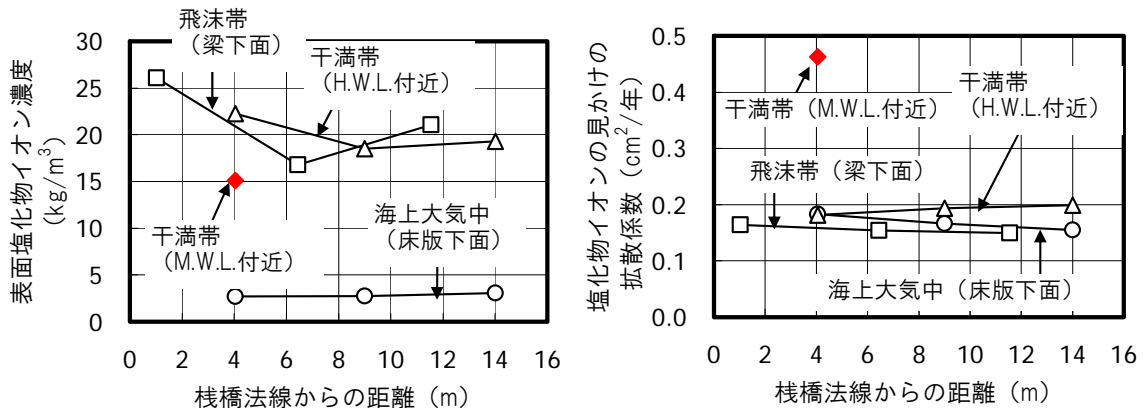 表面塩化物イオン濃度
(kg/m³)
30
25
20
15
10
5
0
飛沫帯
（梁下面）
干満帯
（H.W.L.付近）
干満帯
（M.W.L.付近）
海上大気中
（床版下面）
0 2 4 6 8 10 12 14 16
桟橋法線からの距離（m）
塩化物イオンの見かけの
拡散係数（cm²/年）
0.5
0.4
0.3
0.2
0.1
0.0
干満帯（M.W.L.付近）
干満帯
（H.W.L.付近）
飛沫帯（梁下面）
海上大気中（床版下面）
0 2 4 6 8 10 12 14 16
桟橋法線からの距離（m）